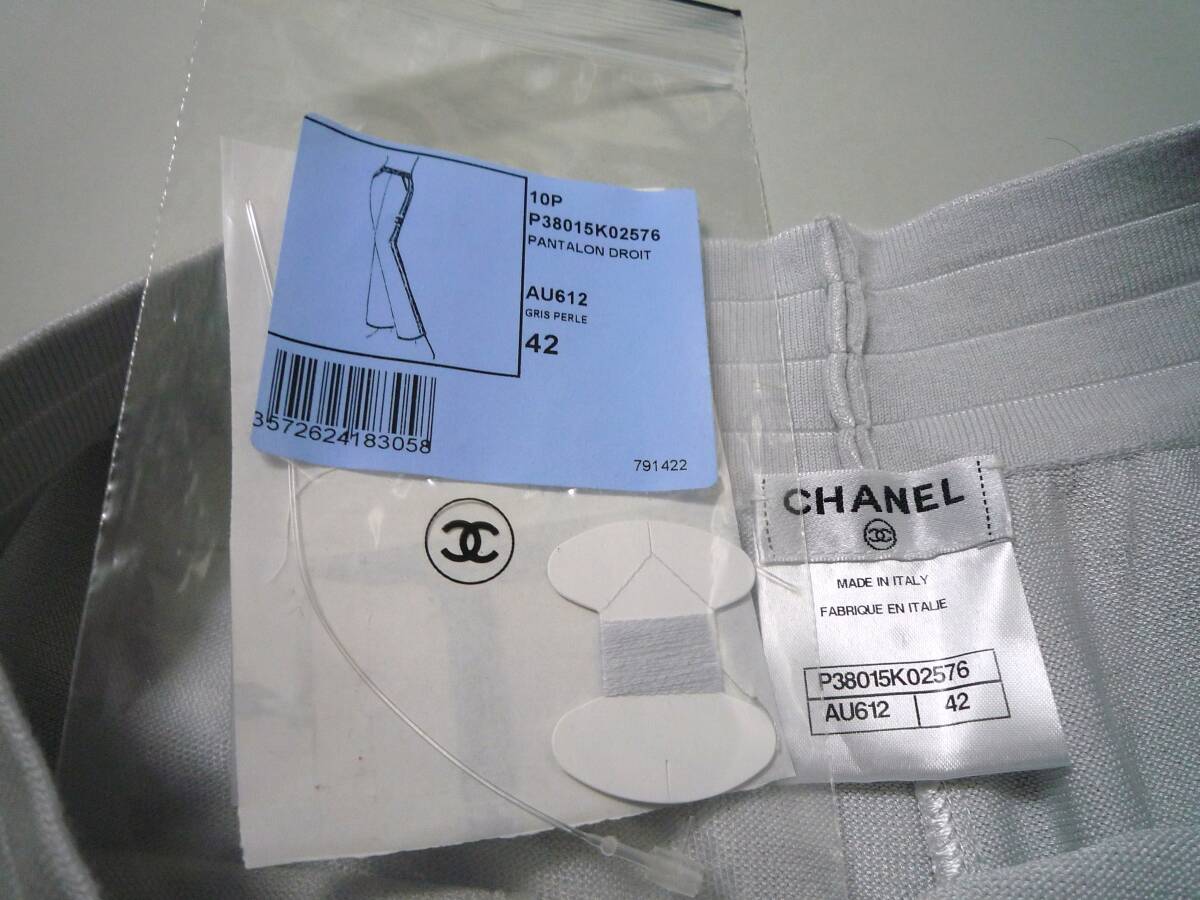 10P
P38015K02576
PANTALON DROIT
AU612
GRIS PERLE
42
3572624183058
791422
CHANEL
MADE IN ITALY
FABRIQUE EN ITALIE
P38015K02576
AU612 42